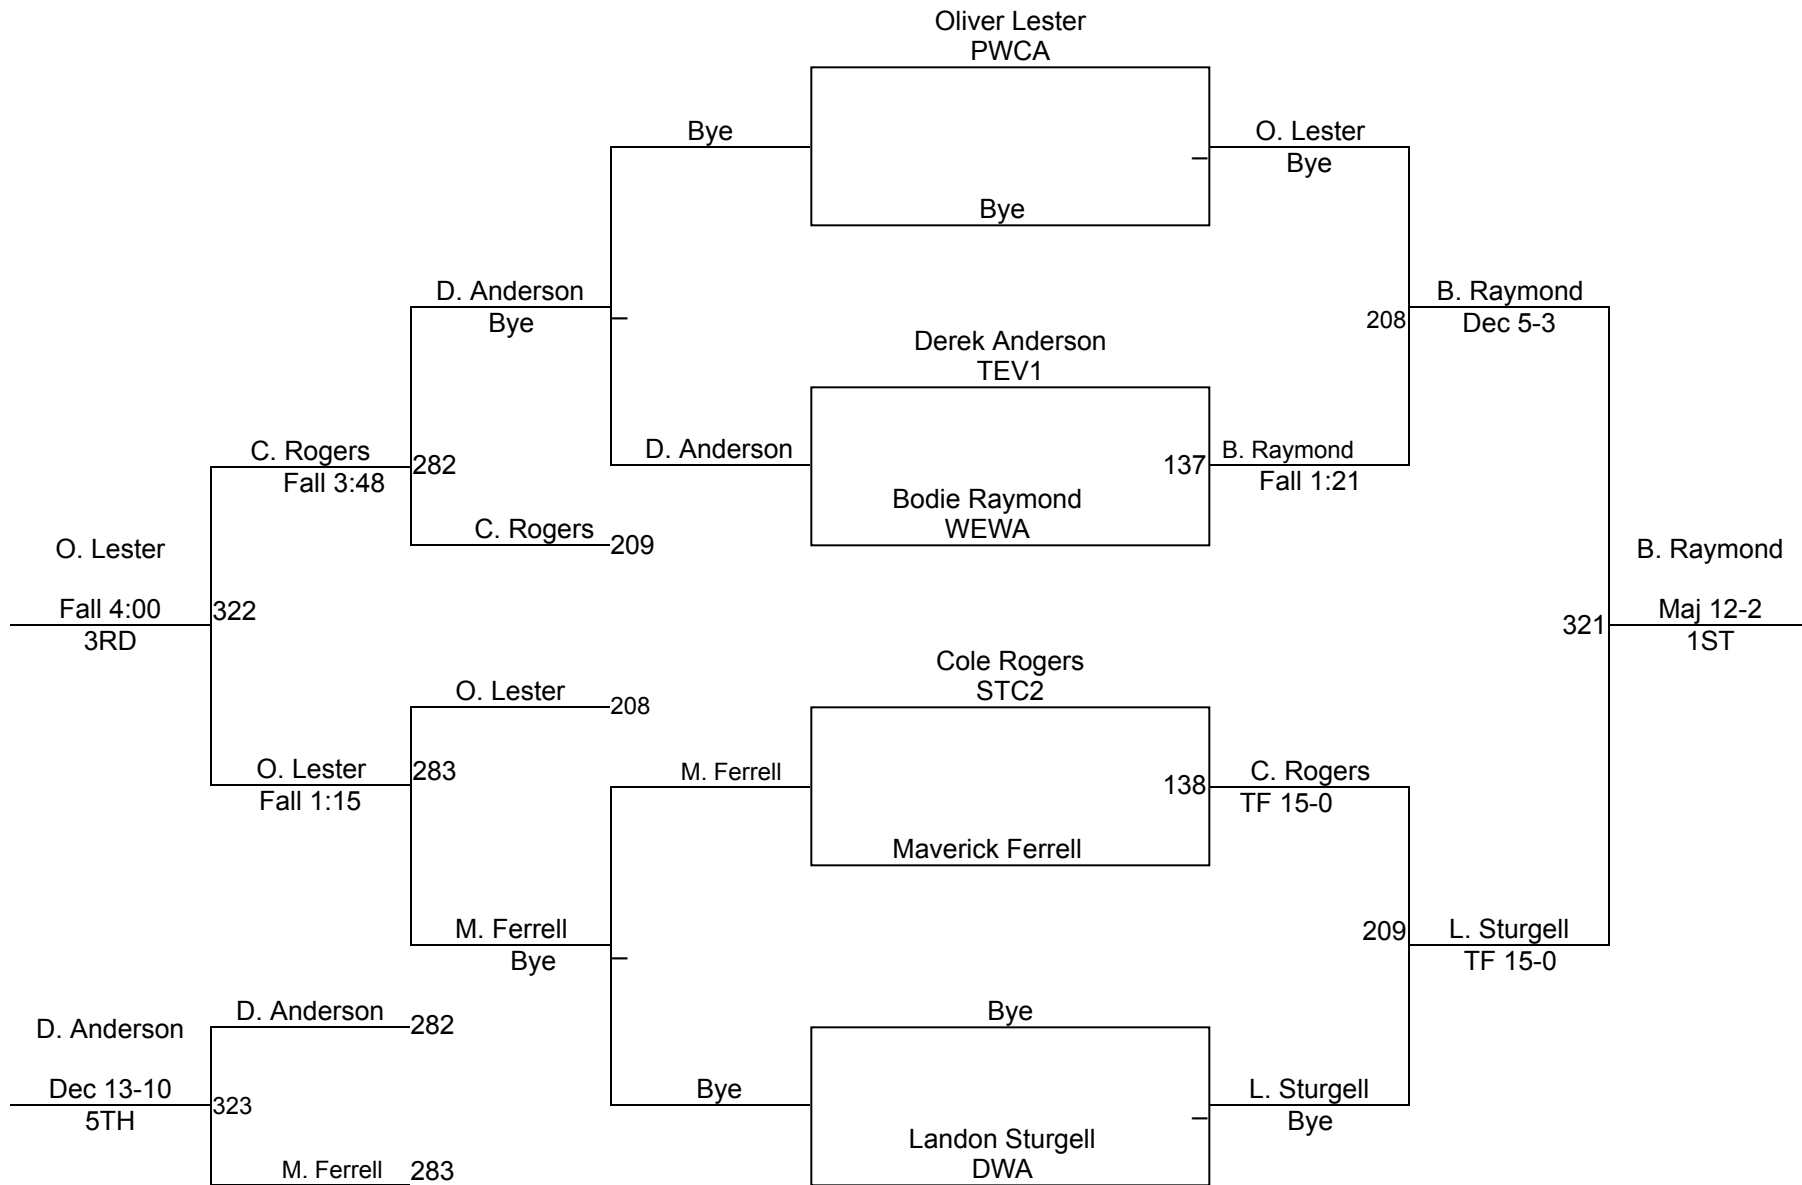 Oliver Lester
PWCA
Bye
O. Lester
Bye
Bye
D. Anderson
Bye
B. Raymond
Dec 5-3
208
Derek Anderson
TEV1
C. Rogers
Fall 3:48
282
D. Anderson
137
B. Raymond
Fall 1:21
Bodie Raymond
WEWA
C. Rogers
209
O. Lester
Fall 4:00
3RD
322
B. Raymond
Maj 12-2
1ST
321
Cole Rogers
STC2
O. Lester
208
O. Lester
Fall 1:15
283
M. Ferrell
138
C. Rogers
TF 15-0
Maverick Ferrell
M. Ferrell
Bye
209
L. Sturgell
TF 15-0
D. Anderson
282
Bye
D. Anderson
Dec 13-10
5TH
323
Bye
L. Sturgell
Bye
Landon Sturgell
DWA
M. Ferrell
283